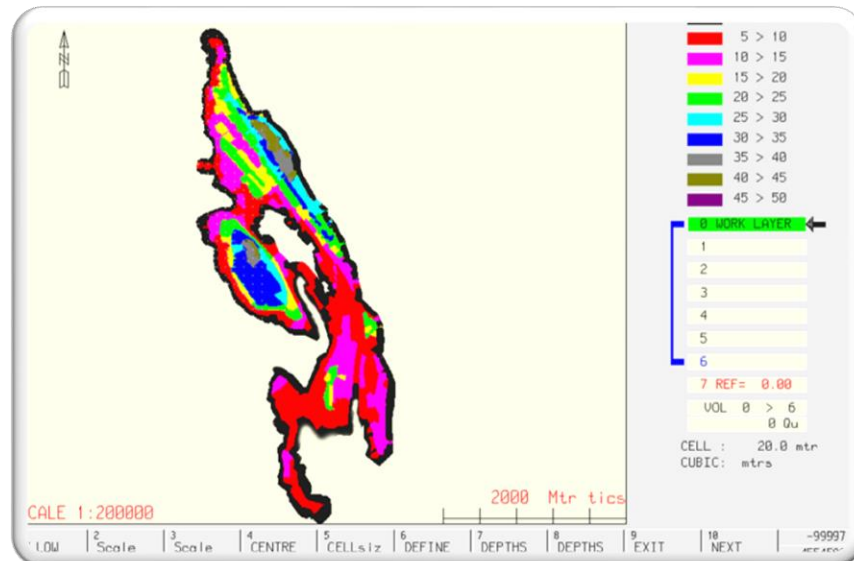 N
5 > 10
10 > 15
15 > 20
20 > 25
25 > 30
30 > 35
35 > 40
40 > 45
45 > 50
0 WORK LAYER
1
2
3
4
5
6
7 REF= 0.00
VOL 0 > 6
0 Qu
CELL : 20.0 mtr
CUBIC: mtrs
CALE 1:200000
2000 Mtr tics
LOW 2 Scale 3 Scale 4 CENTRE 5 CELLsiz 6 DEFINE 7 DEPTHS 8 DEPTHS 9 EXIT 10 NEXT -99997